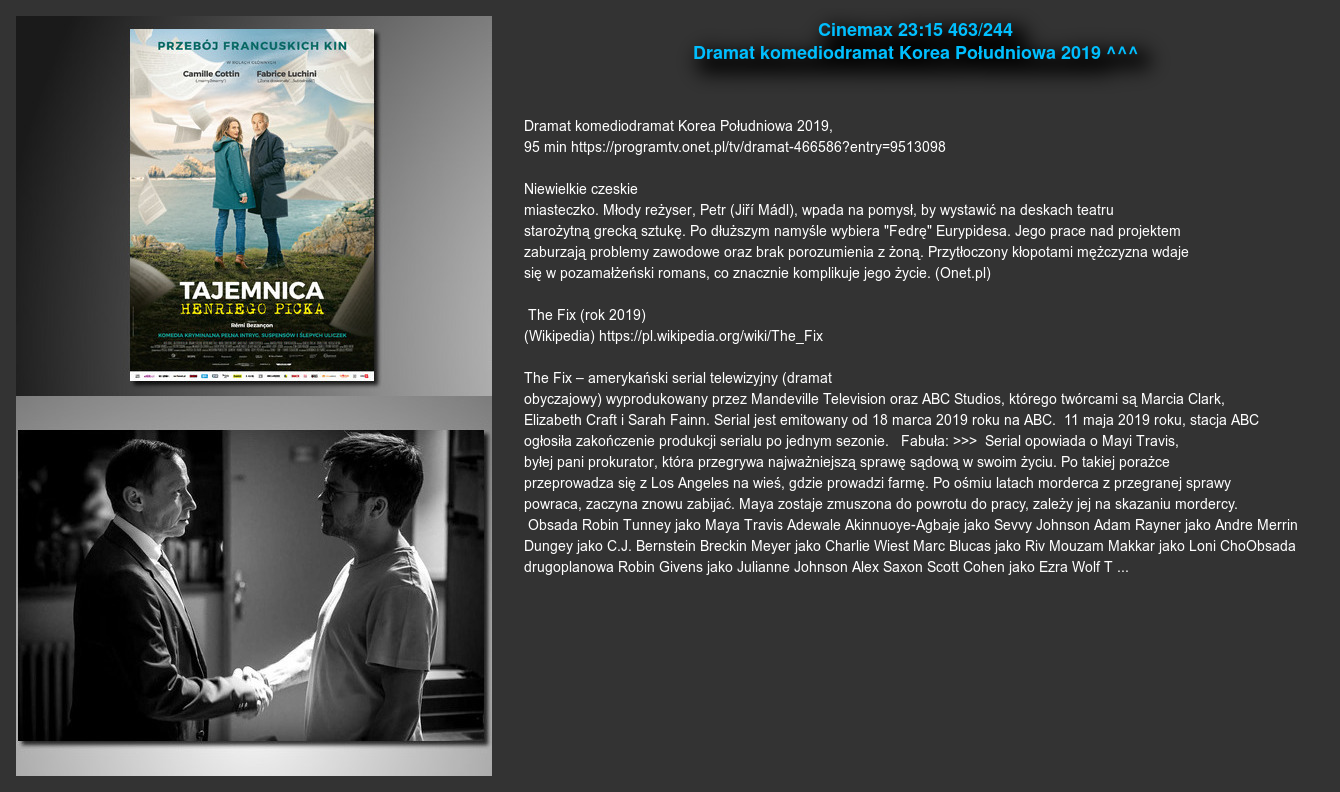 PRZEBÓJ FRANCUSKICH KIN
W ROLACH GŁÓWNYCH
Camille Cottin Fabrice Luchini
TAJEMNICA
HENRIEGO PICKA
Rémi Bezançon
KOMEDIA KRYMINALNA PEŁNA INTRYG, SUSPENSÓW I ŚLEPYCH ULICZEK
Cinemax 23:15 463/244
Dramat komediodramat Korea Południowa 2019 ^^^
Dramat komediodramat Korea Południowa 2019,
95 min https://programtv.onet.pl/tv/dramat-466586?entry=9513098
Niewielkie czeskie
miasteczko. Młody reżyser, Petr (Jiří Mádl), wpada na pomysł, by wystawić na deskach teatru
starożytną grecką sztukę. Po dłuższym namyśle wybiera "Fedrę" Eurypidesa. Jego prace nad projektem
zaburzają problemy zawodowe oraz brak porozumienia z żoną. Przytłoczony kłopotami mężczyzna wdaje
się w pozamałżeński romans, co znacznie komplikuje jego życie. (Onet.pl)
The Fix (rok 2019)
(Wikipedia) https://pl.wikipedia.org/wiki/The_Fix
The Fix – amerykański serial telewizyjny (dramat
obyczajowy) wyprodukowany przez Mandeville Television oraz ABC Studios, którego twórcami są Marcia Clark,
Elizabeth Craft i Sarah Fainn. Serial jest emitowany od 18 marca 2019 roku na ABC.  11 maja 2019 roku, stacja ABC
ogłosiła zakończenie produkcji serialu po jednym sezonie.   Fabuła: >>>  Serial opowiada o Mayi Travis,
byłej pani prokurator, która przegrywa najważniejszą sprawę sądową w swoim życiu. Po takiej porażce
przeprowadza się z Los Angeles na wieś, gdzie prowadzi farmę. Po ośmiu latach morderca z przegranej sprawy
powraca, zaczyna znowu zabijać. Maya zostaje zmuszona do powrotu do pracy, zależy jej na skazaniu mordercy.
Obsada Robin Tunney jako Maya Travis Adewale Akinnuoye-Agbaje jako Sevvy Johnson Adam Rayner jako Andre Merrin
Dungey jako C.J. Bernstein Breckin Meyer jako Charlie Wiest Marc Blucas jako Riv Mouzam Makkar jako Loni ChoObsada
drugoplanowa Robin Givens jako Julianne Johnson Alex Saxon Scott Cohen jako Ezra Wolf T ...